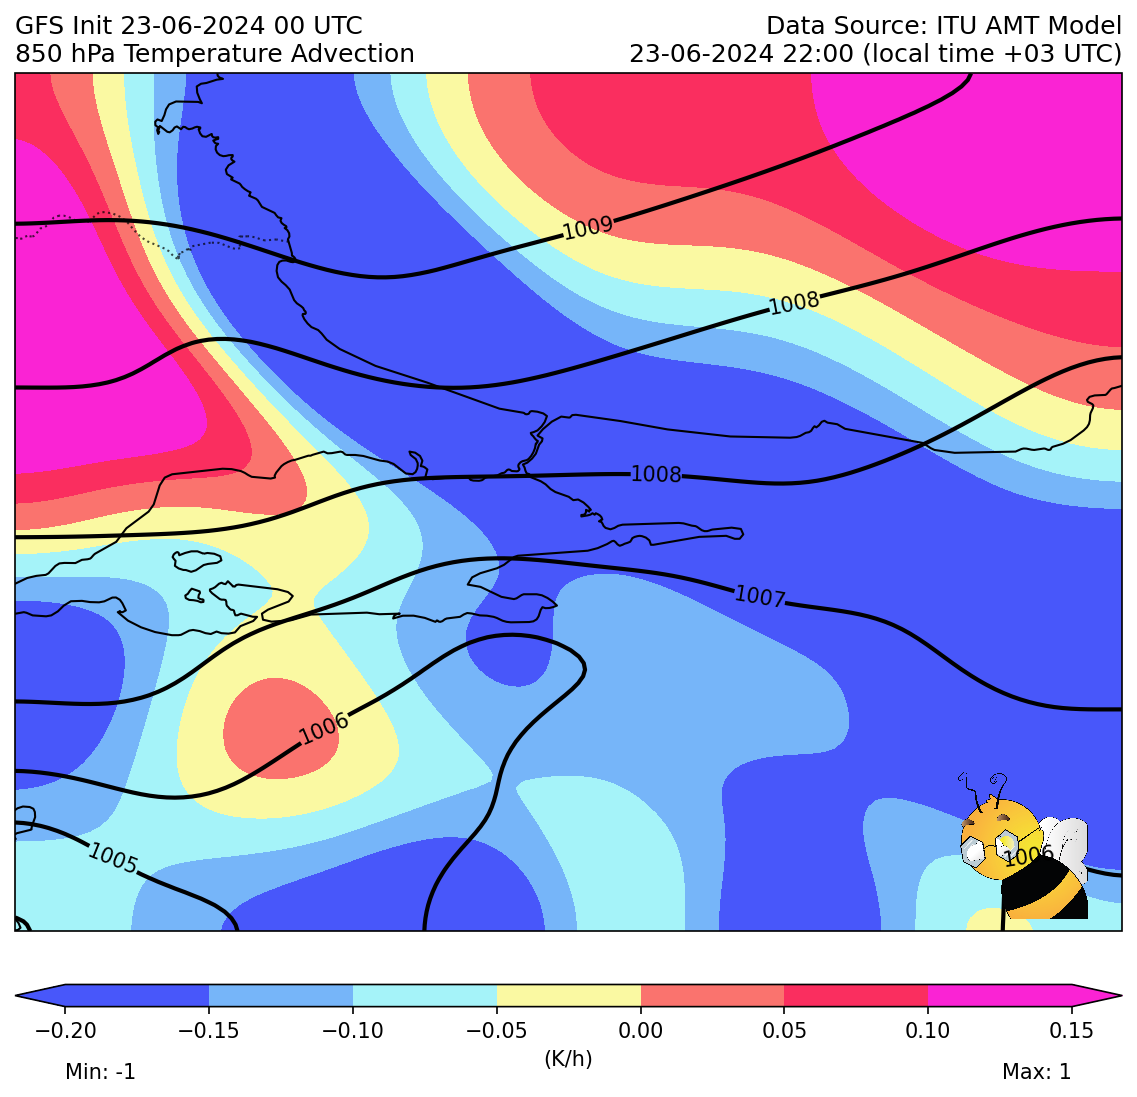 GFS Init 23-06-2024 00 UTC
Data Source: ITU AMT Model
850 hPa Temperature Advection
23-06-2024 22:00 (local time +03 UTC)
1009
1008
1008
1007
1006
1005
1006
−0.20 −0.15 −0.10 −0.05 0.00 0.05 0.10 0.15
(K/h)
Min: -1
Max: 1